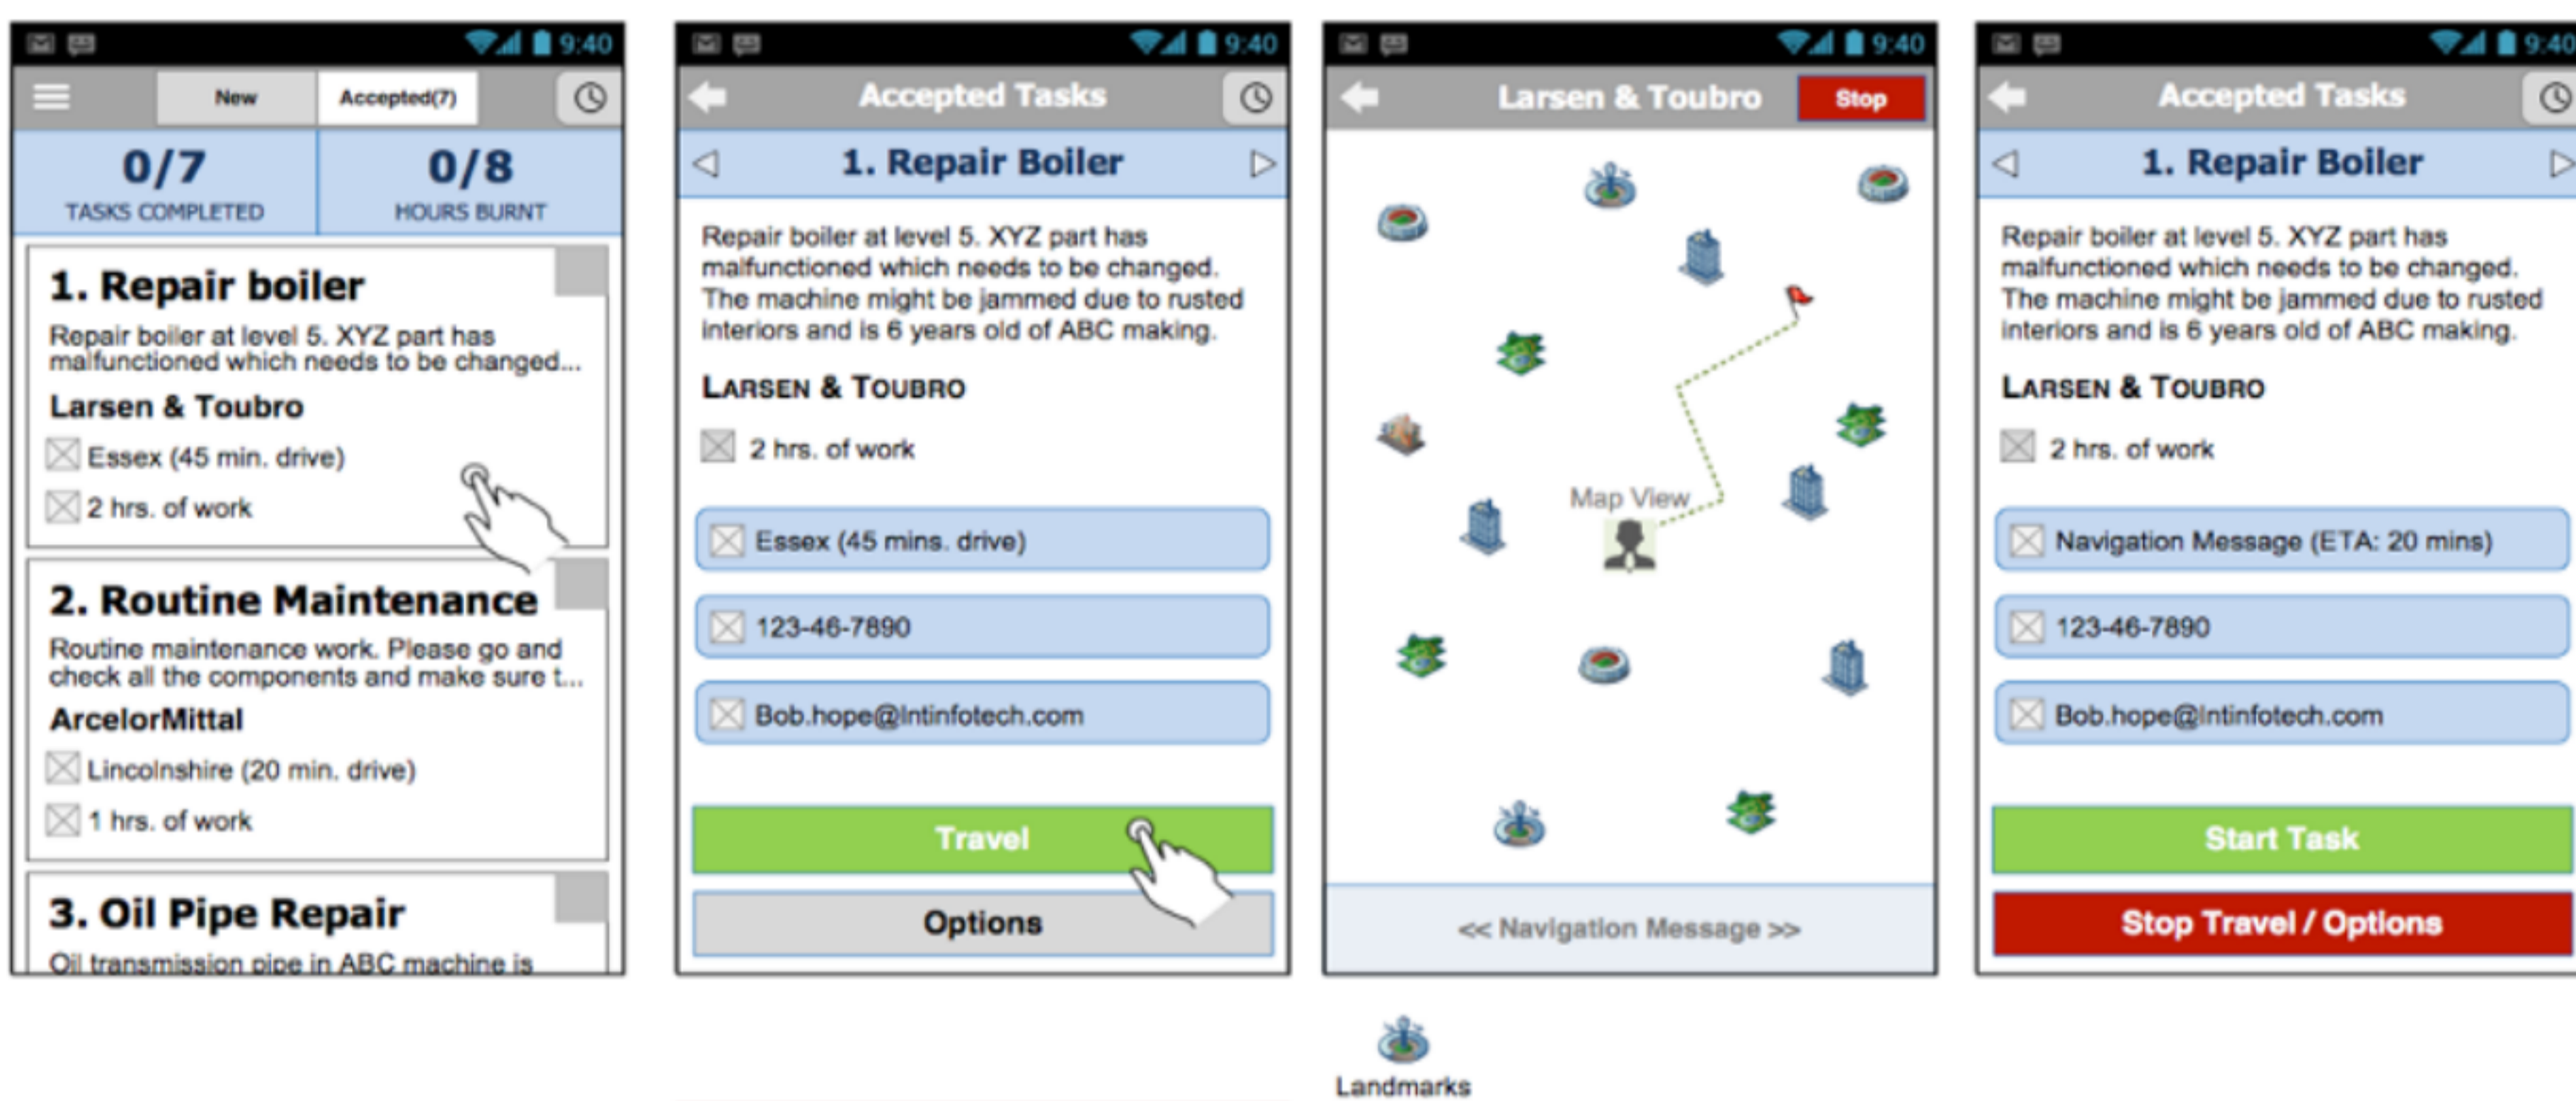 9:40
New
Accepted(7)
0/7
TASKS COMPLETED
0/8
HOURS BURNT
1. Repair boiler
Repair boiler at level 5. XYZ part has
malfunctioned which needs to be changed...
Larsen & Toubro
Essex (45 min. drive)
2 hrs. of work
2. Routine Maintenance
Routine maintenance work. Please go and
check all the components and make sure t...
ArcelorMittal
Lincolnshire (20 min. drive)
1 hrs. of work
3. Oil Pipe Repair
Oil transmission pipe in ABC machine is
9:40
Accepted Tasks
1. Repair Boiler
Repair boiler at level 5. XYZ part has
malfunctioned which needs to be changed.
The machine might be jammed due to rusted
interiors and is 6 years old of ABC making.
LARSEN & TOUBRO
2 hrs. of work
Essex (45 mins. drive)
123-46-7890
Bob.hope@lntinfotech.com
Travel
Options
9:40
Larsen & Toubro
Stop
Map View
<< Navigation Message >>
Landmarks
9:40
Accepted Tasks
1. Repair Boiler
Repair boiler at level 5. XYZ part has
malfunctioned which needs to be changed.
The machine might be jammed due to rusted
interiors and is 6 years old of ABC making.
LARSEN & TOUBRO
2 hrs. of work
Navigation Message (ETA: 20 mins)
123-46-7890
Bob.hope@lntinfotech.com
Start Task
Stop Travel / Options